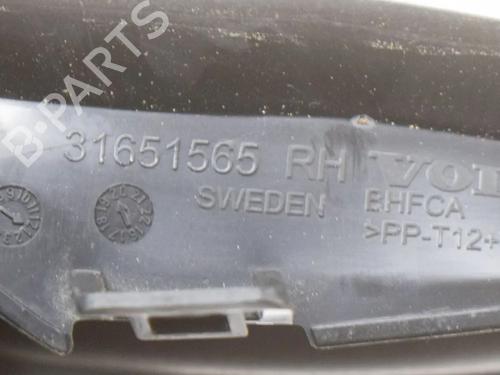 B-PARTS
31651565 RH VOL
SWEDEN BHFCA
>PP-T12+